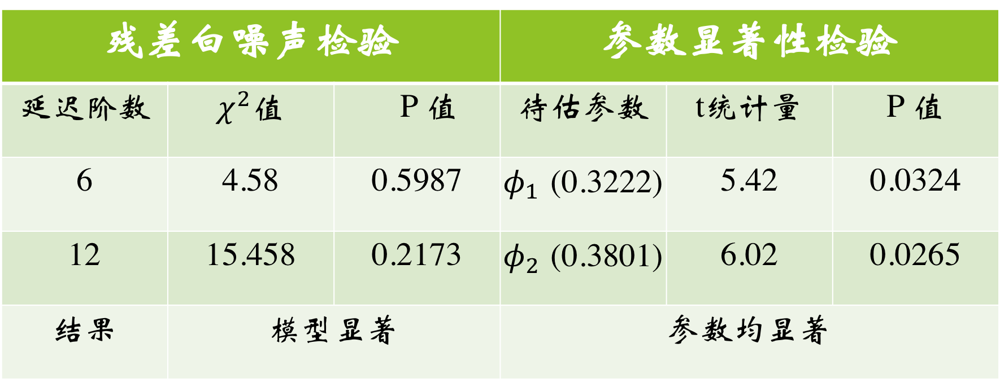 残差白噪声检验 参数显著性检验
延迟阶数 χ²值 P 值 待估参数 t统计量 P 值
6 4.58 0.5987 ϕ₁ (0.3222) 5.42 0.0324
12 15.458 0.2173 ϕ₂ (0.3801) 6.02 0.0265
结果 模型显著 参数均显著